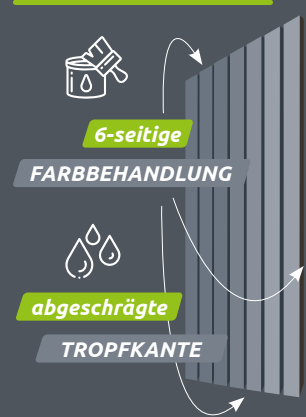 6-seitige
FARBBEHANDLUNG
abgeschrägte
TROPFKANTE